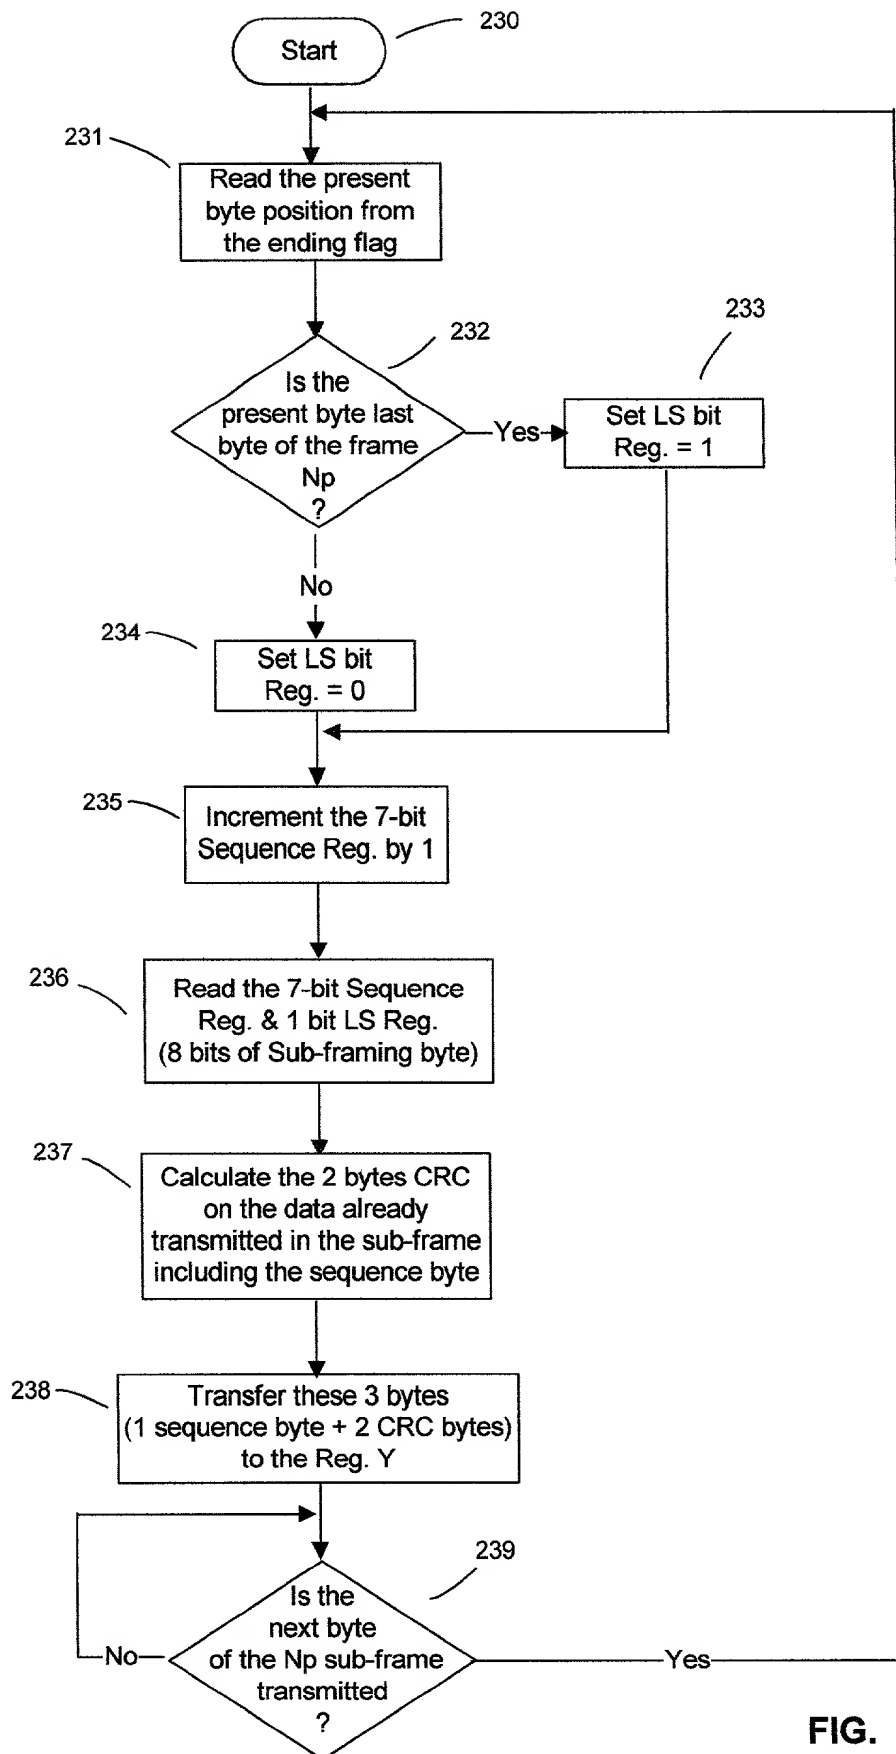 Start
230
231
Read the present
byte position from
the ending flag
232
Is the
present byte last
byte of the frame
Np
?
Yes
233
Set LS bit
Reg. = 1
No
234
Set LS bit
Reg. = 0
235
Increment the 7-bit
Sequence Reg. by 1
236
Read the 7-bit Sequence
Reg. & 1 bit LS Reg.
(8 bits of Sub-framing byte)
237
Calculate the 2 bytes CRC
on the data already
transmitted in the sub-frame
including the sequence byte
238
Transfer these 3 bytes
(1 sequence byte + 2 CRC bytes)
to the Reg. Y
239
Is the
next byte
of the Np sub-frame
transmitted
?
No
Yes
FIG.